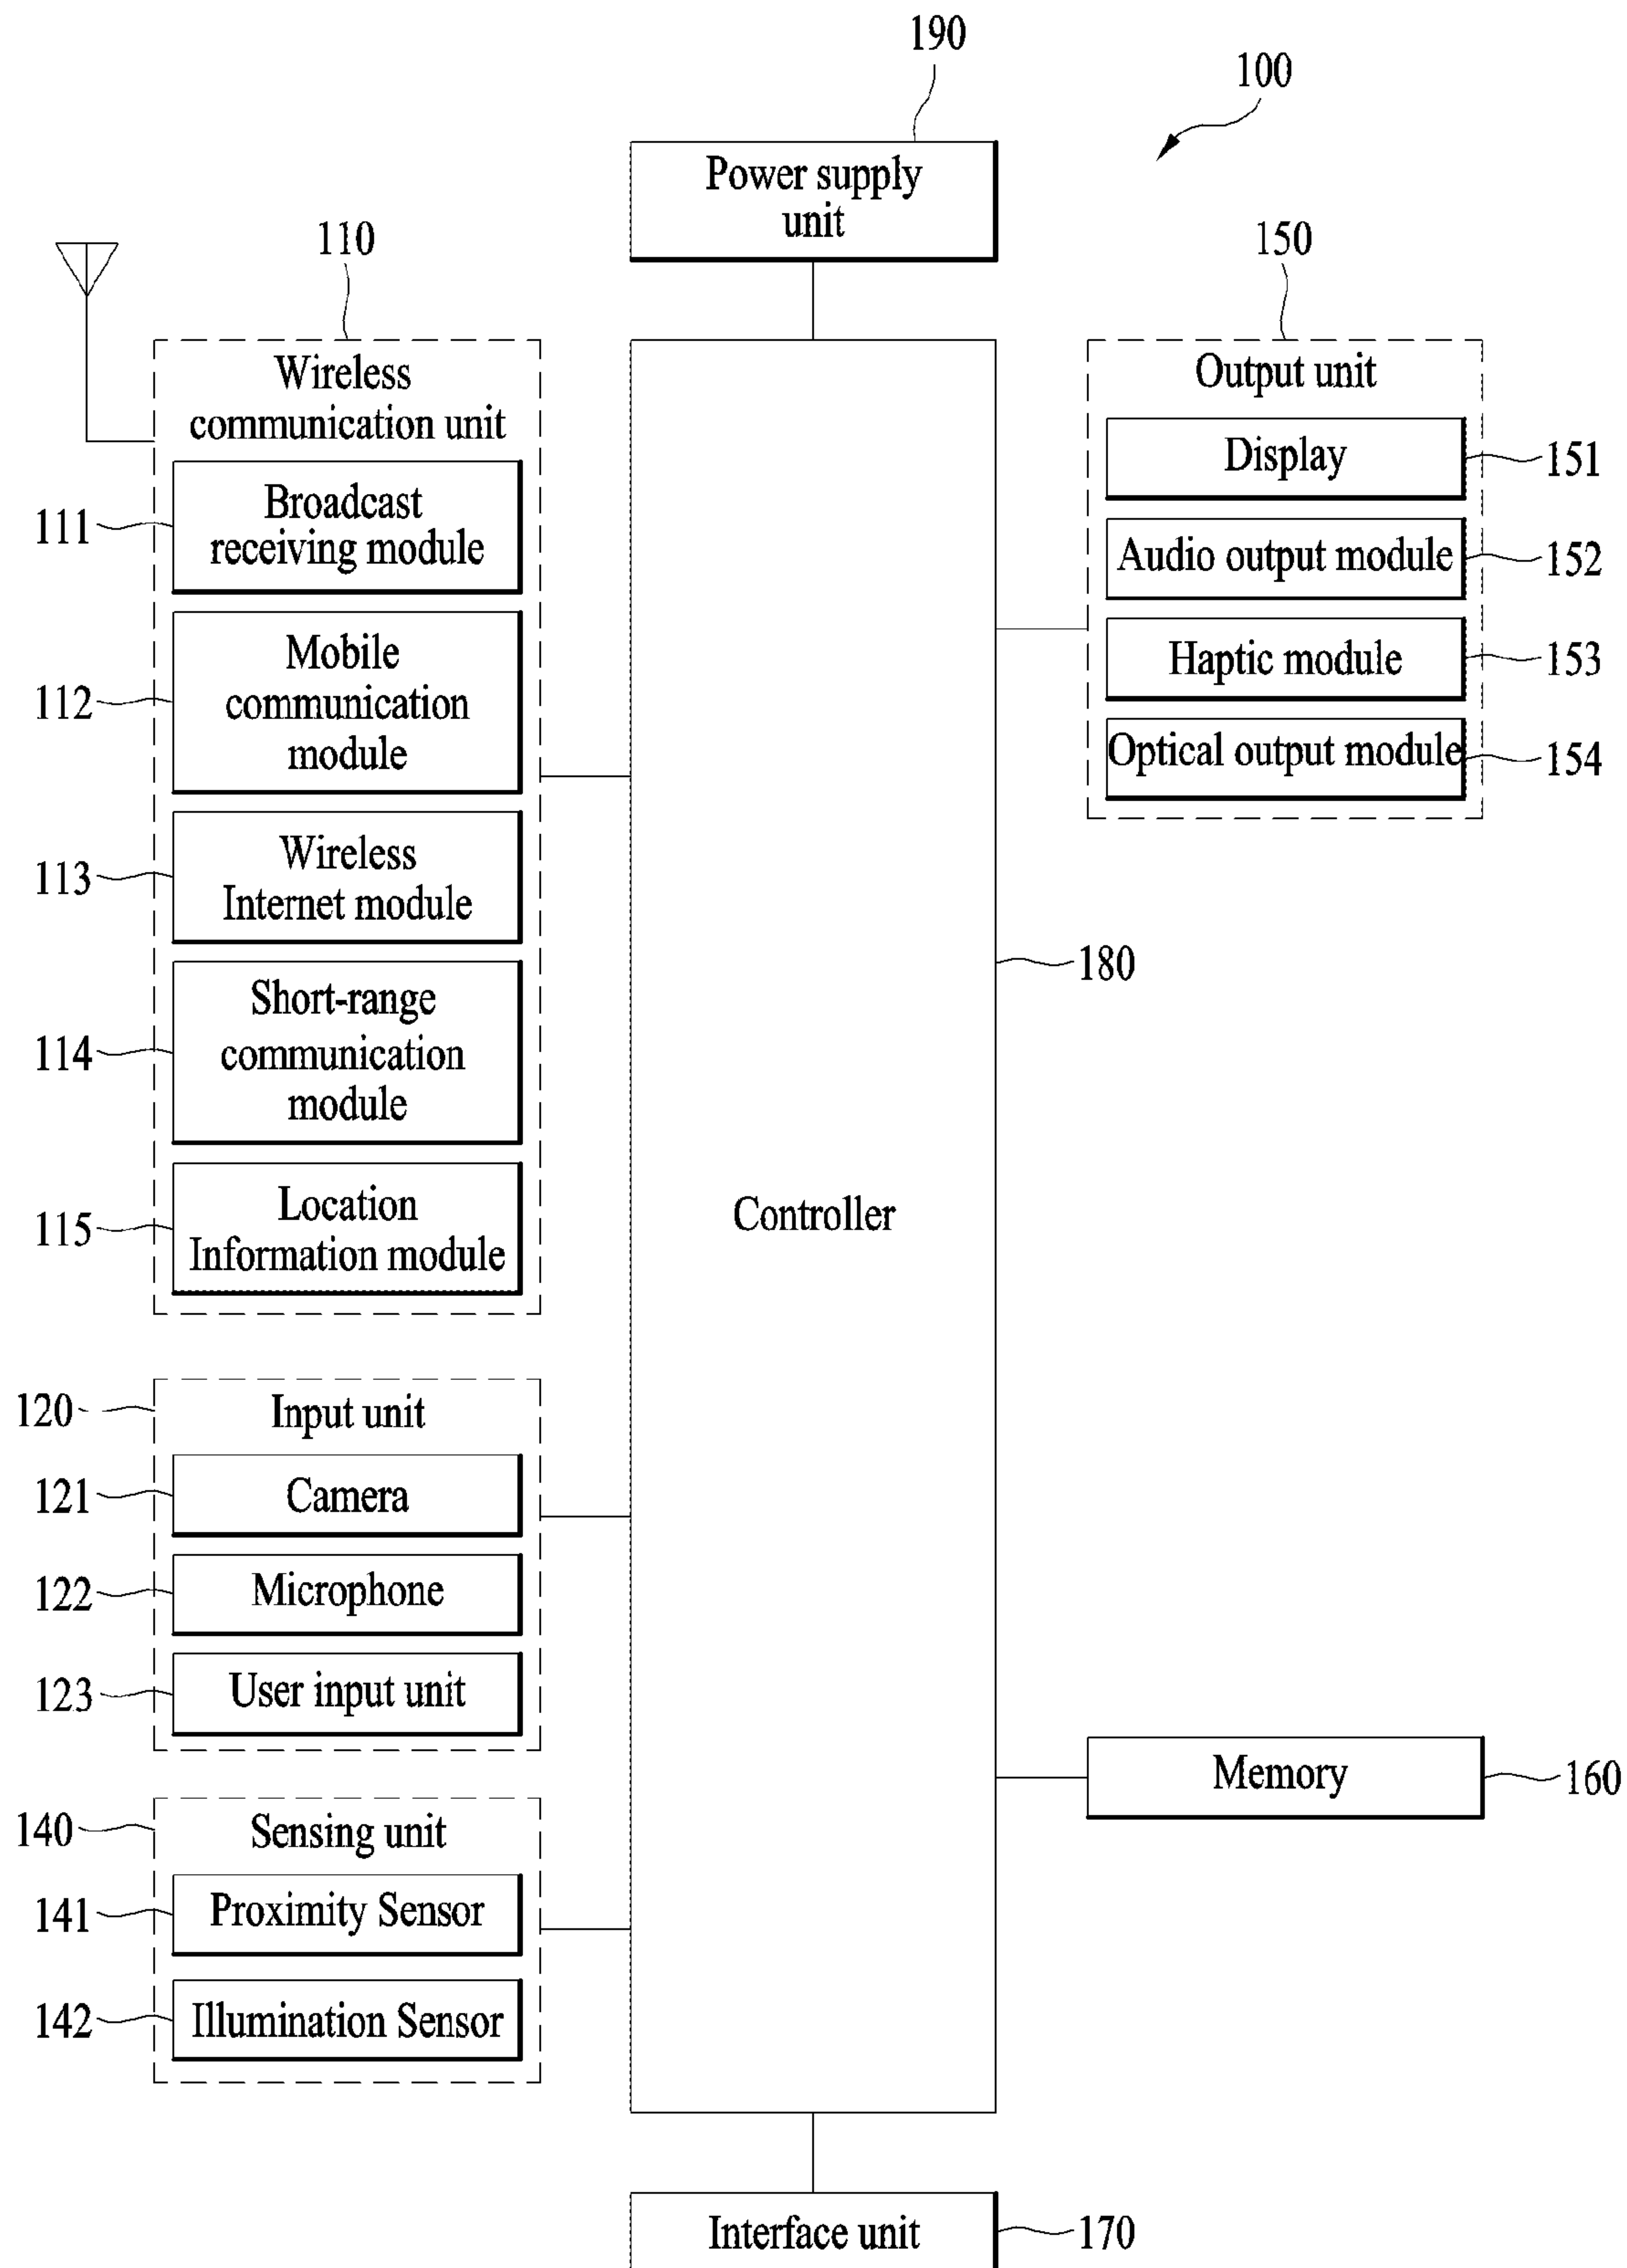 190
100
Power supply
unit
110
150
Wireless
communication unit
111
Broadcast
receiving module
112
Mobile
communication
module
113
Wireless
Internet module
114
Short-range
communication
module
115
Location
Information module
120
Input unit
121
Camera
122
Microphone
123
User input unit
140
Sensing unit
141
Proximity Sensor
142
Illumination Sensor
Controller
180
Output unit
Display
151
Audio output module
152
Haptic module
153
Optical output module
154
Memory
160
Interface unit
170